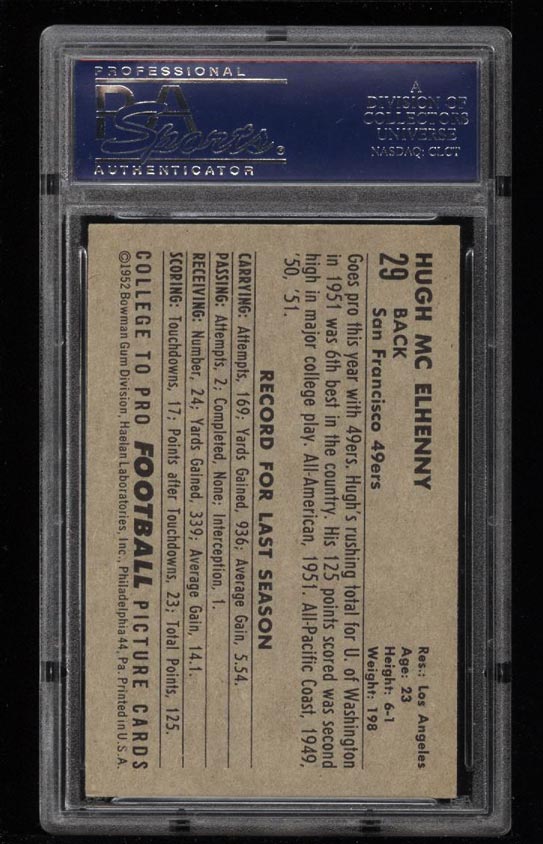 PROFESSIONAL
PSA
Sports®
AUTHENTICATOR
A
DIVISION OF
COLLECTORS
UNIVERSE
NASDAQ: CLCT
HUGH MC ELHENNY
29 BACK
San Francisco 49ers
Res.: Los Angeles
Age: 23
Height: 6-1
Weight: 198
Goes pro this year with 49ers. Hugh's rushing total for U. of Washington
in 1951 was 6th best in the country. His 125 points scored was second
high in major college play. All-American, 1951. All-Pacific Coast, 1949,
'50, '51.
RECORD FOR LAST SEASON
CARRYING: Attempts, 169; Yards Gained, 936; Average Gain, 5.54.
PASSING: Attempts, 2; Completed, None; Interception, 1.
RECEIVING: Number, 24; Yards Gained, 339; Average Gain, 14.1.
SCORING: Touchdowns, 17; Points after Touchdowns, 23; Total Points, 125.
COLLEGE TO PRO FOOTBALL PICTURE CARDS
©1952 Bowman Gum Division, Haelan Laboratories, Inc., Philadelphia 44, Pa. Printed in U.S.A.